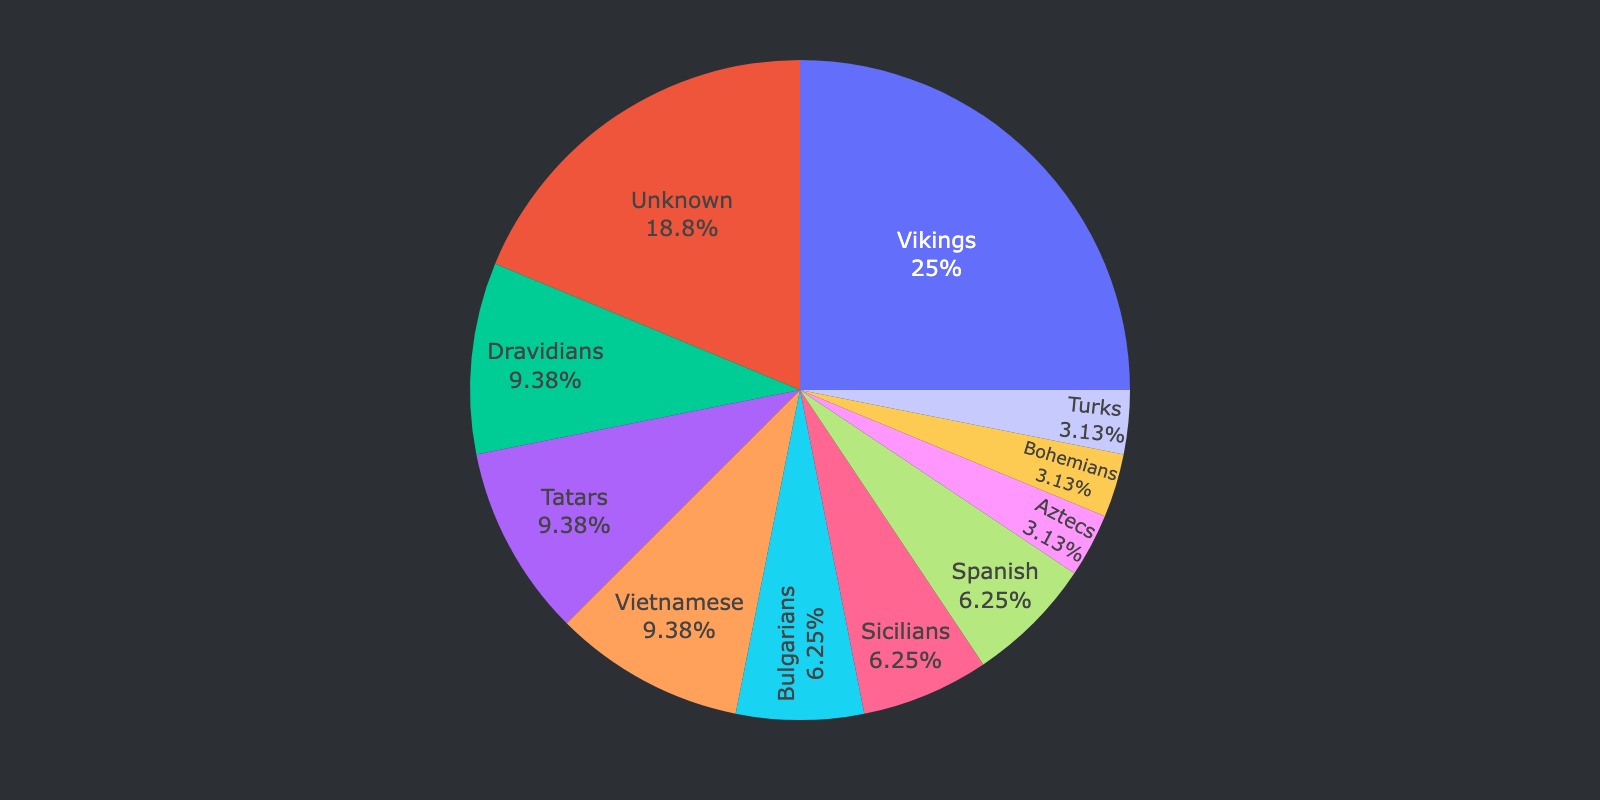 Vikings
25%
Unknown
18.8%
Dravidians
9.38%
Tatars
9.38%
Vietnamese
9.38%
Bulgarians
6.25%
Sicilians
6.25%
Spanish
6.25%
Aztecs
3.13%
Bohemians
3.13%
Turks
3.13%